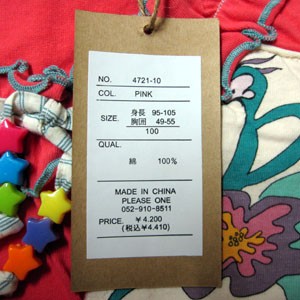 NO. 4721-10
COL. PINK
SIZE. 身長 95-105
胸囲 49-55
100
QUAL.
綿 100%
MADE IN CHINA
PLEASE ONE
052-910-8511
PRICE. ¥4.200
(税込¥4.410)